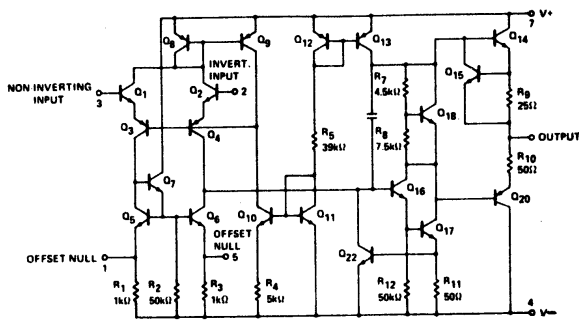 V+
7
Q8
Q9
Q12
Q13
Q14
INVERT.
INPUT
NON-INVERTING
INPUT
3
Q1
Q2
2
Q15
R7
4.5kΩ
R9
25Ω
Q18
Q3
Q4
R5
39kΩ
R8
7.5kΩ
OUTPUT
R10
50Ω
Q7
Q16
Q20
Q5
Q6
Q10
Q11
Q17
OFFSET
NULL
5
Q22
OFFSET NULL
1
R1
1kΩ
R2
50kΩ
R3
1kΩ
R4
5kΩ
R12
50kΩ
R11
50Ω
4
V−